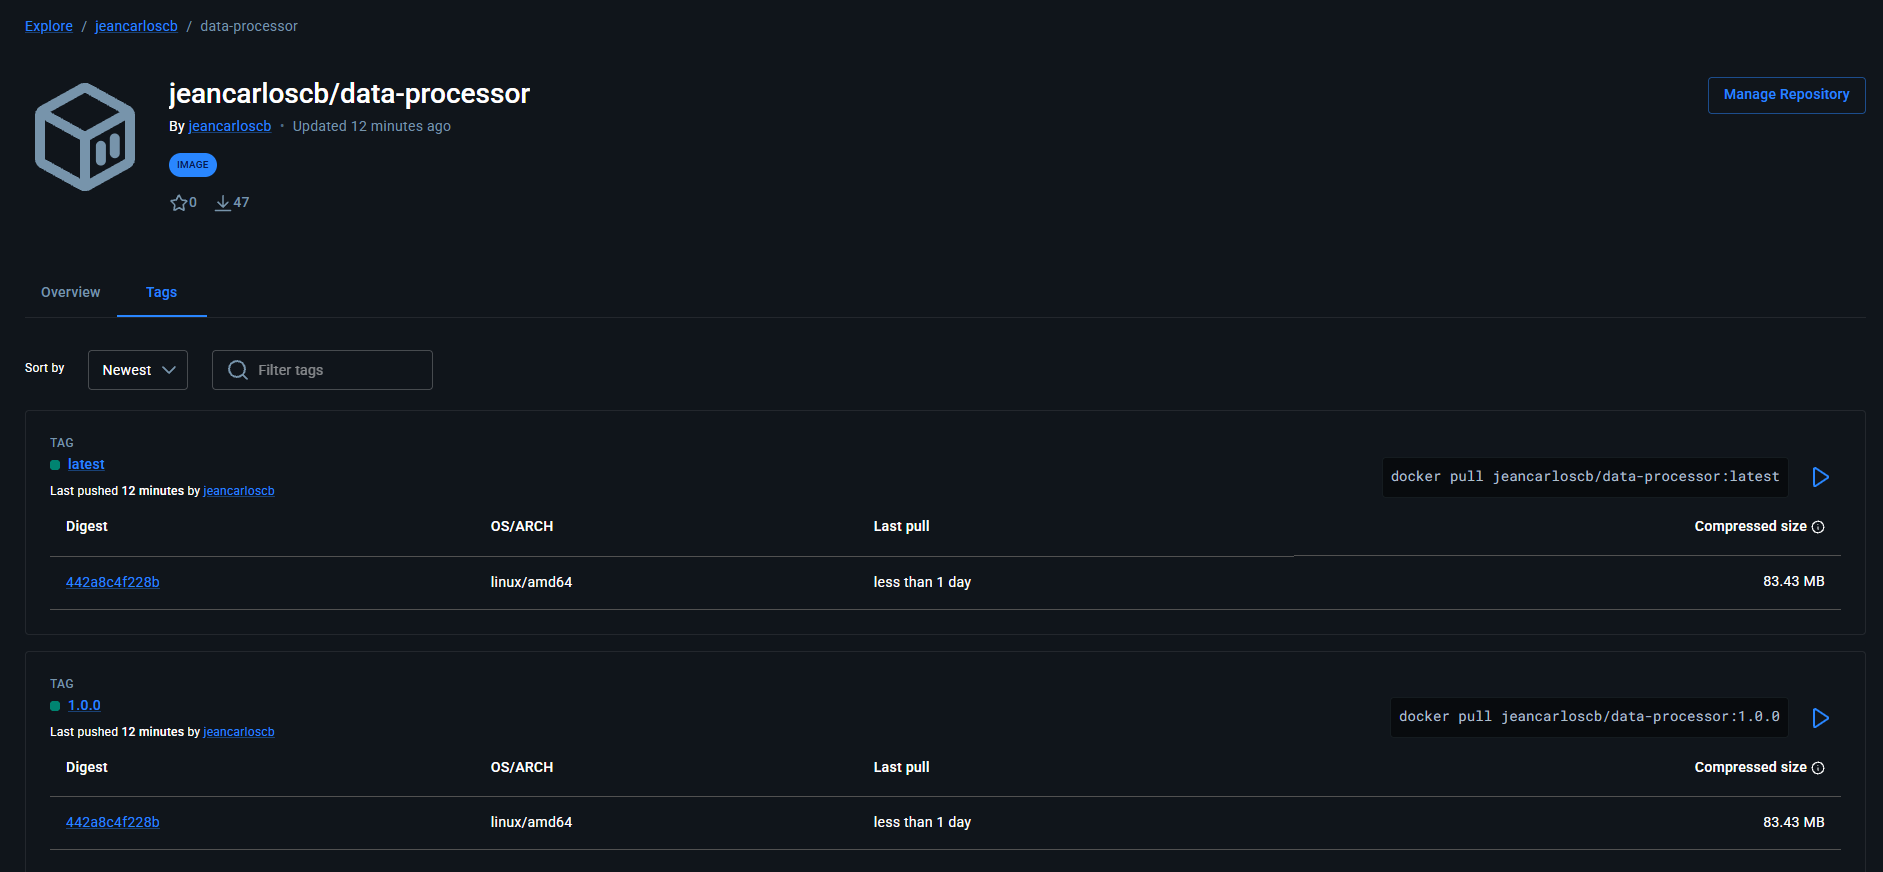 Explore / jeancarloscb / data-processor
jeancarloscb/data-processor
Manage Repository
By jeancarloscb • Updated 12 minutes ago
IMAGE
0 47
Overview Tags
Sort by Newest Filter tags
TAG
latest
docker pull jeancarloscb/data-processor:latest
Last pushed 12 minutes by jeancarloscb
Digest OS/ARCH Last pull Compressed size
442a8c4f228b linux/amd64 less than 1 day 83.43 MB
TAG
1.0.0
docker pull jeancarloscb/data-processor:1.0.0
Last pushed 12 minutes by jeancarloscb
Digest OS/ARCH Last pull Compressed size
442a8c4f228b linux/amd64 less than 1 day 83.43 MB